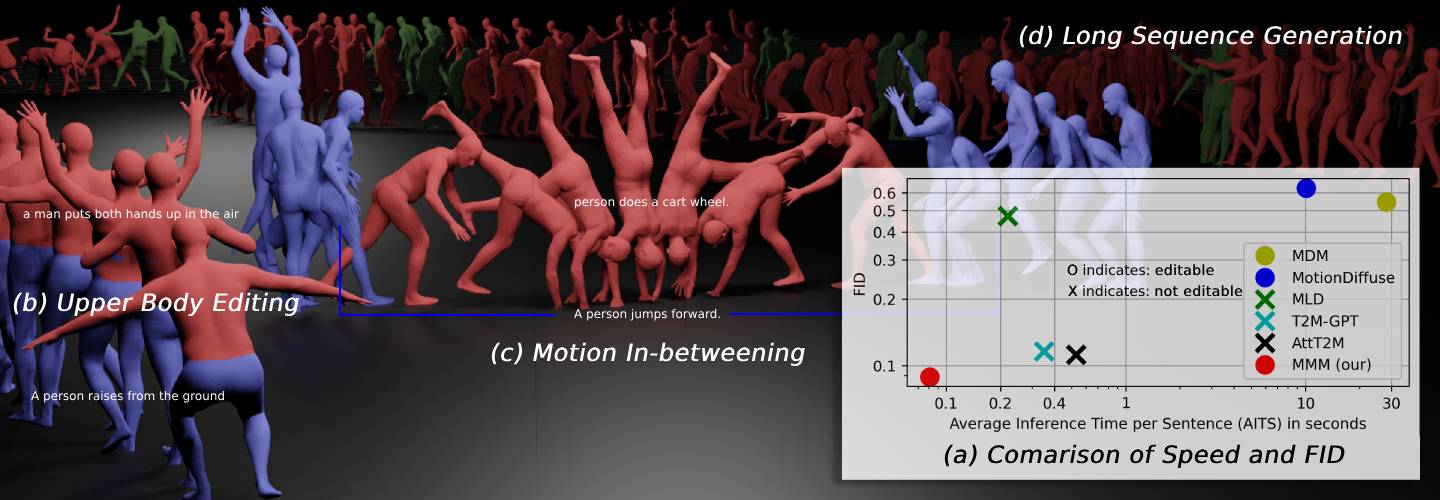 (d) Long Sequence Generation
a man puts both hands up in the air
person does a cart wheel.
(b) Upper Body Editing
A person jumps forward.
(c) Motion In-betweening
A person raises from the ground
FID
0.6
0.5
0.4
0.3
0.2
0.1
O indicates: editable
X indicates: not editable
MDM
MotionDiffuse
MLD
T2M-GPT
AttT2M
MMM (our)
0.1 0.2 0.4 1 10 30
Average Inference Time per Sentence (AITS) in seconds
(a) Comarison of Speed and FID